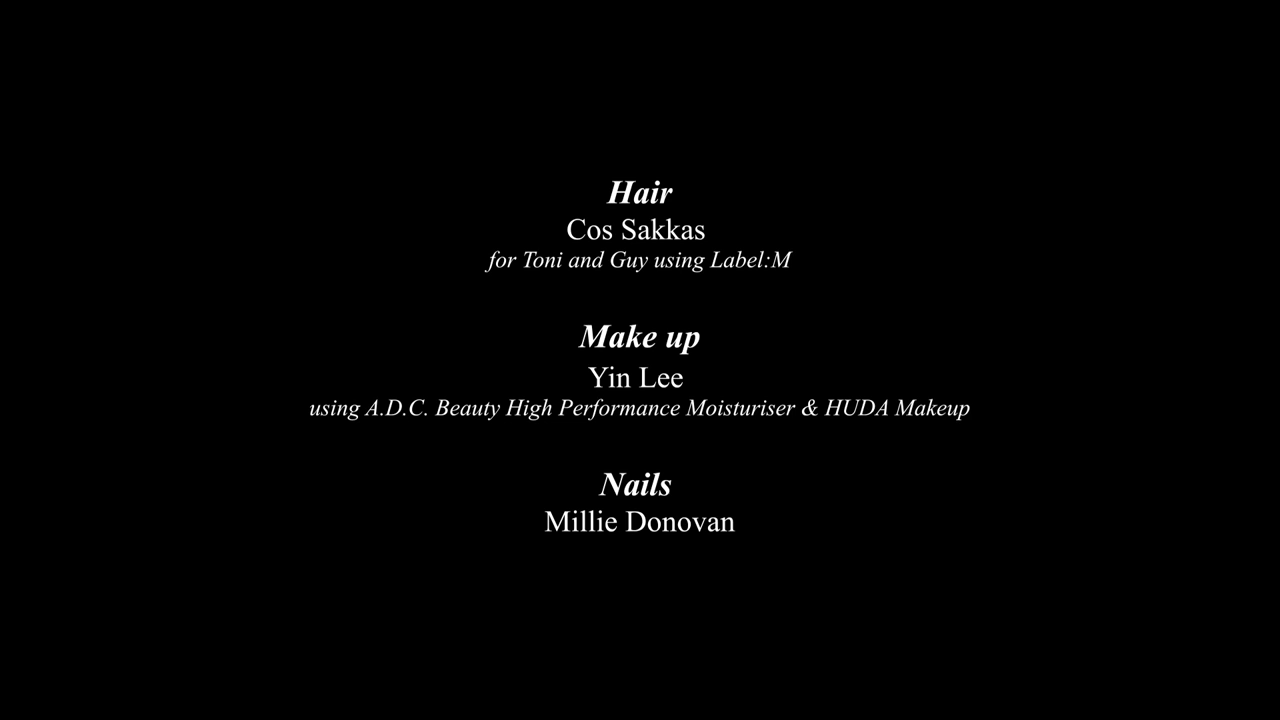 Hair
Cos Sakkas
for Toni and Guy using Label:M
Make up
Yin Lee
using A.D.C. Beauty High Performance Moisturiser & HUDA Makeup
Nails
Millie Donovan